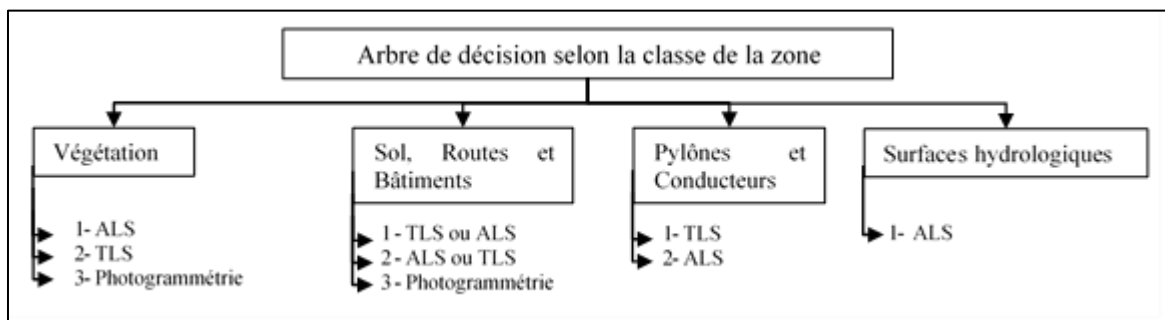 Arbre de décision selon la classe de la zone
Végétation
1- ALS
2- TLS
3- Photogrammétrie
Sol, Routes et
Bâtiments
1 - TLS ou ALS
2 - ALS ou TLS
3 - Photogrammétrie
Pylônes et
Conducteurs
1- TLS
2- ALS
Surfaces hydrologiques
1- ALS